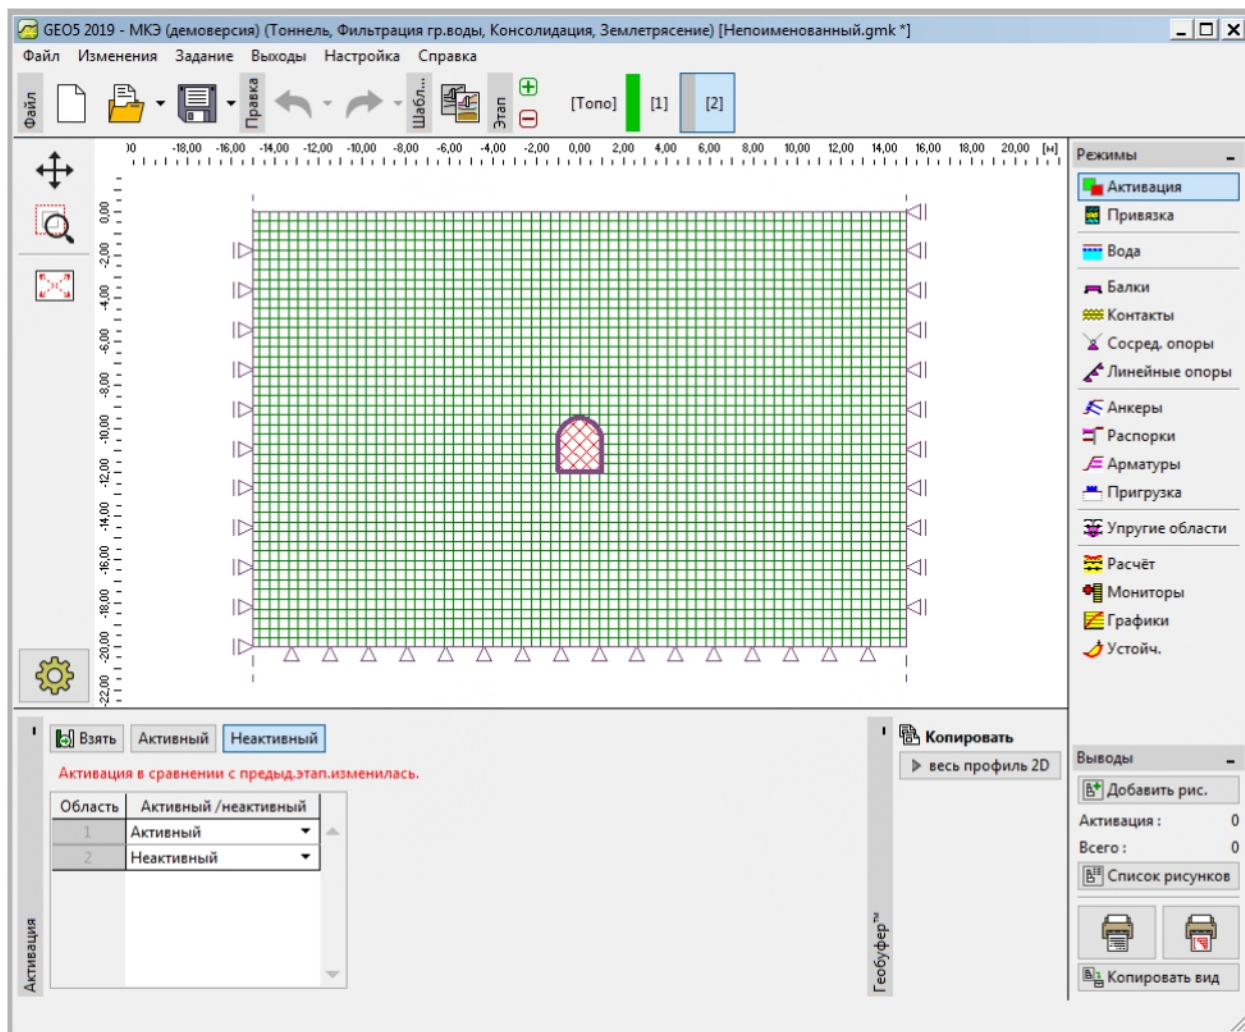 GEO5 2019 - МКЭ (демоверсия) (Тоннель, Фильтрация гр.воды, Консолидация, Землетрясение) [Непоименованный.gmk *]
Файл Изменения Задание Выходы Настройка Справка
Файл
Правка
Шабл...
Этап
[Топо] [1] [2]
00 -18,00 -16,00 -14,00 -12,00 -10,00 -8,00 -6,00 -4,00 -2,00 0,00 2,00 4,00 6,00 8,00 10,00 12,00 14,00 16,00 18,00 20,00 [м]
0,00
-2,00
-4,00
-6,00
-8,00
-10,00
-12,00
-14,00
-16,00
-18,00
-20,00
-22,00
Режимы
Активация
Привязка
Вода
Балки
Контакты
Сосред. опоры
Линейные опоры
Анкеры
Распорки
Арматуры
Пригрузка
Упругие области
Расчёт
Мониторы
Графики
Устойч.
Взять Активный Неактивный
Активация в сравнении с предыд.этап.изменилась.
Область Активный /неактивный
1 Активный
2 Неактивный
Активация
Геобуфер™
Копировать
весь профиль 2D
Выводы
Добавить рис.
Активация : 0
Всего : 0
Список рисунков
Копировать вид